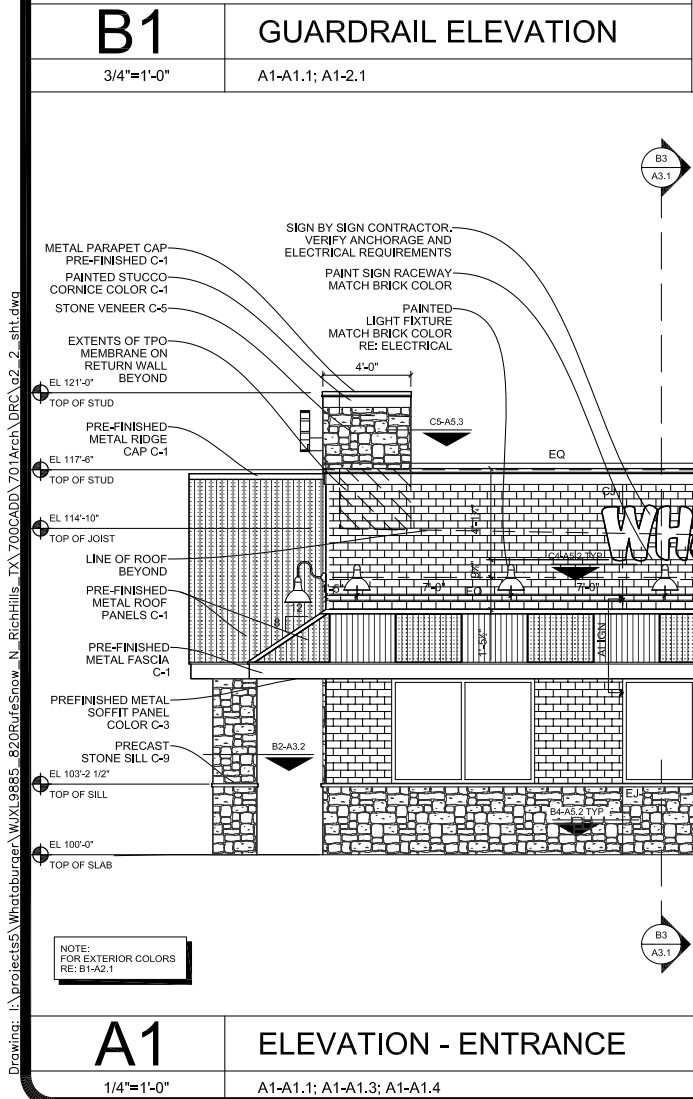 B1
GUARDRAIL ELEVATION
3/4"=1'-0"
A1-A1.1; A1-2.1
B3
A3.1
SIGN BY SIGN CONTRACTOR.
VERIFY ANCHORAGE AND
ELECTRICAL REQUIREMENTS
PAINT SIGN RACEWAY
MATCH BRICK COLOR
PAINTED
LIGHT FIXTURE
MATCH BRICK COLOR
RE: ELECTRICAL
METAL PARAPET CAP
PRE-FINISHED C-1
PAINTED STUCCO
CORNICE COLOR C-1
STONE VENEER C-5
EXTENTS OF TPO
MEMBRANE ON
RETURN WALL
BEYOND
4'-0"
EL 121'-0"
TOP OF STUD
C5-A5.3
PRE-FINISHED
METAL RIDGE
CAP C-1
EQ
EL 117'-6"
TOP OF STUD
CJ
WHA
EL 114'-10"
TOP OF JOIST
LINE OF ROOF
BEYOND
C4-A5.2 TYP
PRE-FINISHED
METAL ROOF
PANELS C-1
7'-0"
EQ
7'-0"
2
8
1'-5½"
ALIGN
PRE-FINISHED
METAL FASCIA
C-1
PREFINISHED METAL
SOFFIT PANEL
COLOR C-3
PRECAST
STONE SILL C-9
B2-A3.2
EL 103'-2 1/2"
TOP OF SILL
EJ
B4-A5.2 TYP
EL 100'-0"
TOP OF SLAB
B3
A3.1
NOTE:
FOR EXTERIOR COLORS
RE: B1-A2.1
A1
ELEVATION - ENTRANCE
1/4"=1'-0"
A1-A1.1; A1-A1.3; A1-A1.4
Drawing: I:\projects5\Whataburger\WJXL9885_820RufeSnow_N_RichHills_TX\700CADD\701Arch\DRC\a2_2_sht.dwg